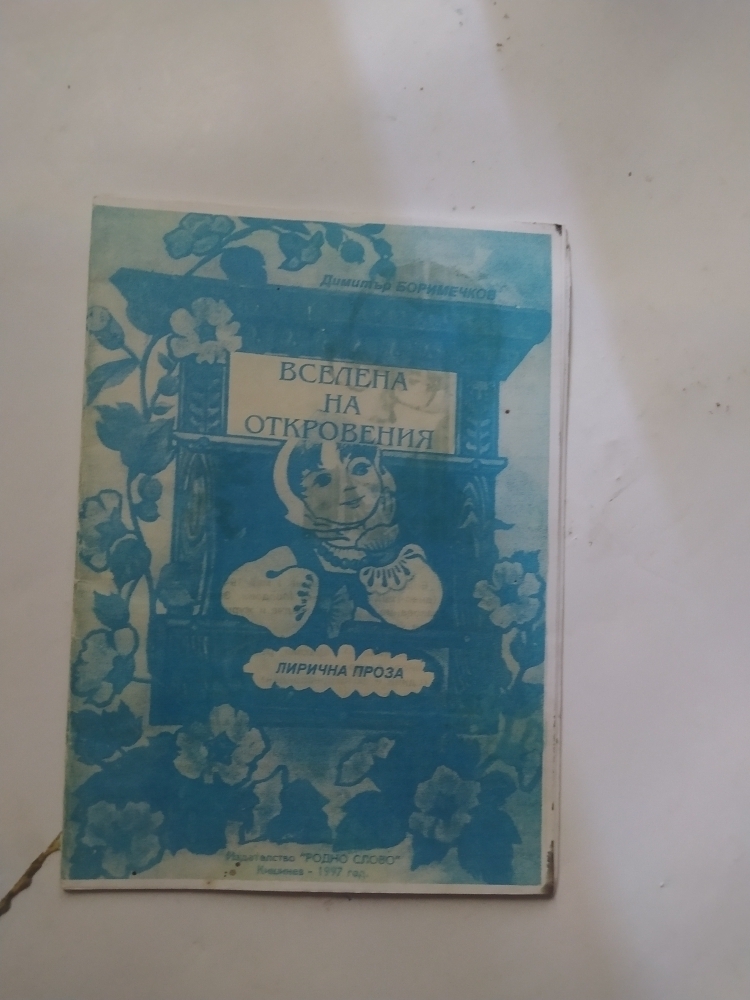 Димитър БОРИМЕЧКОВ
ВСЕЛЕНА
НА
ОТКРОВЕНИЯ
ЛИРИЧНА ПРОЗА
Издателство "РОДНО СЛОВО"
Кишинев - 1997 год.